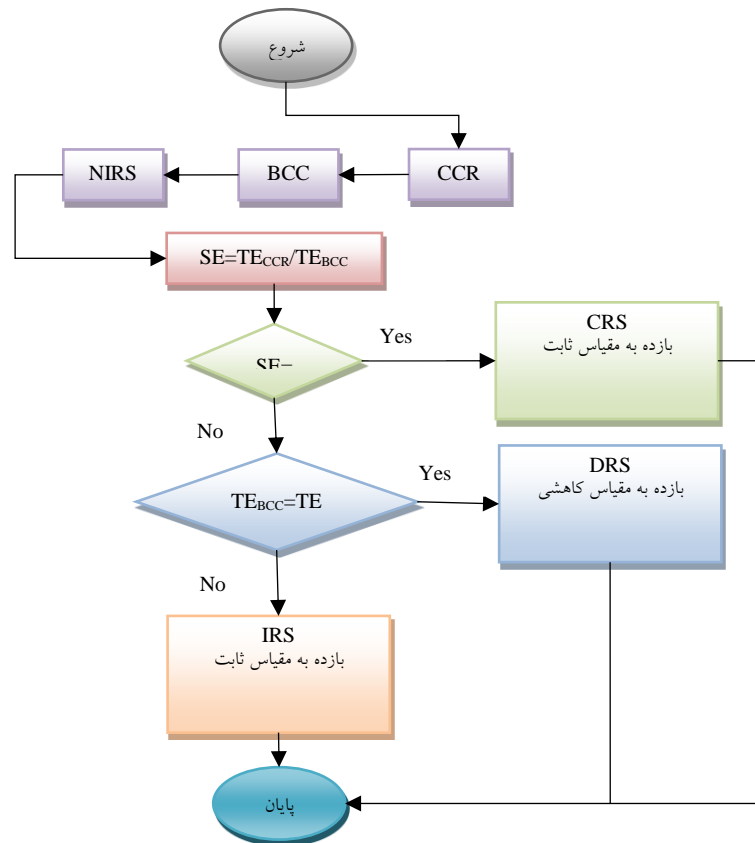 شروع
CCR
BCC
NIRS
SE=TECCR/TEBCC
SE=
Yes
CRS
بازده به مقیاس ثابت
No
TEBCC=TE
Yes
DRS
بازده به مقیاس کاهشی
No
IRS
بازده به مقیاس ثابت
پایان